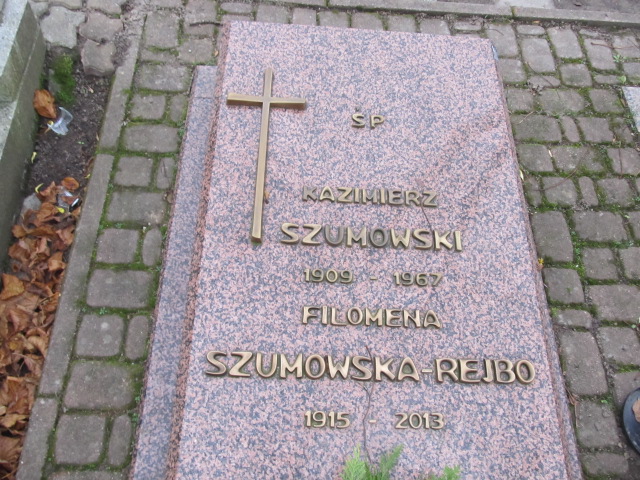 ŚP
KAZIMIERZ
SZUMOWSKI
1909 - 1967
FILOMENA
SZUMOWSKA-REJBO
1915 - 2013